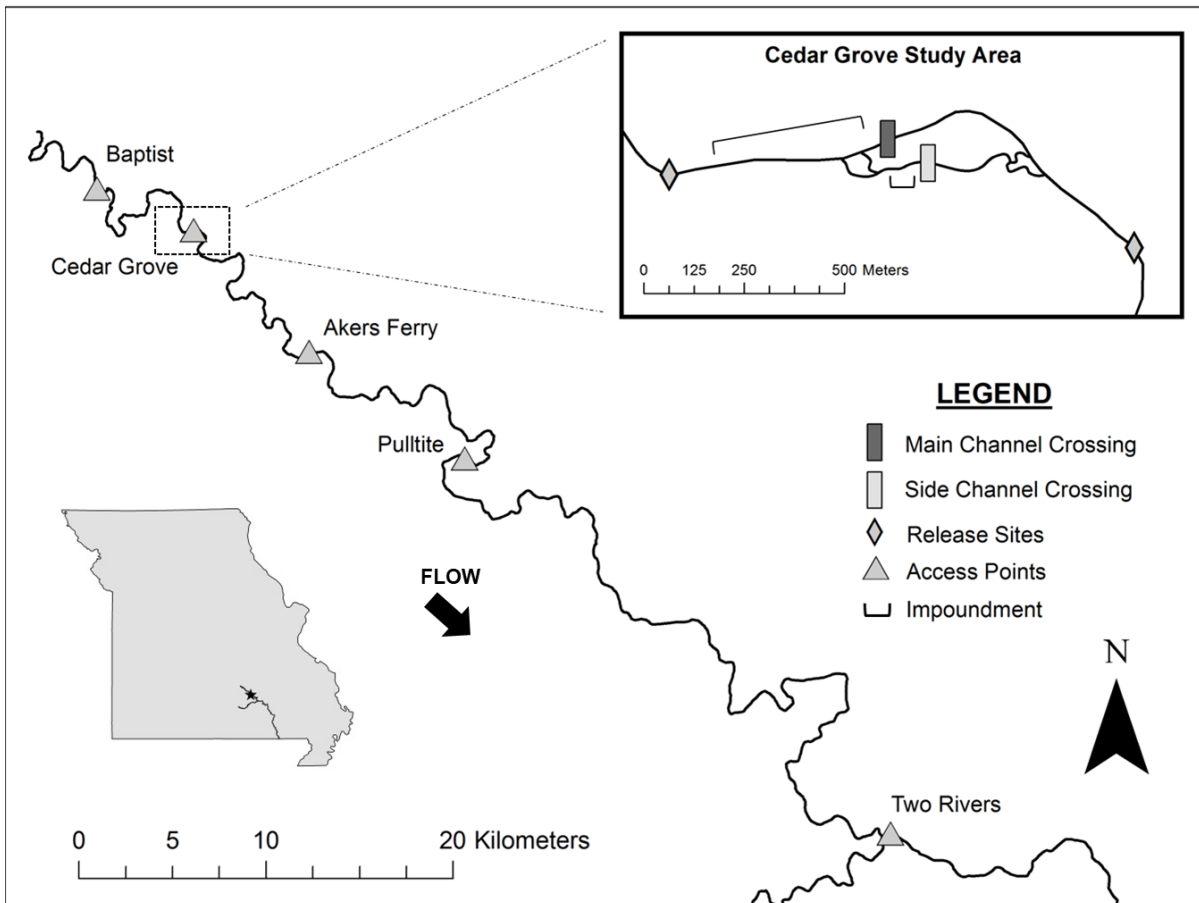 Cedar Grove Study Area
0 125 250 500 Meters
Baptist
Cedar Grove
Akers Ferry
Pulltite
Two Rivers
LEGEND
Main Channel Crossing
Side Channel Crossing
Release Sites
Access Points
Impoundment
FLOW
N
0 5 10 20 Kilometers